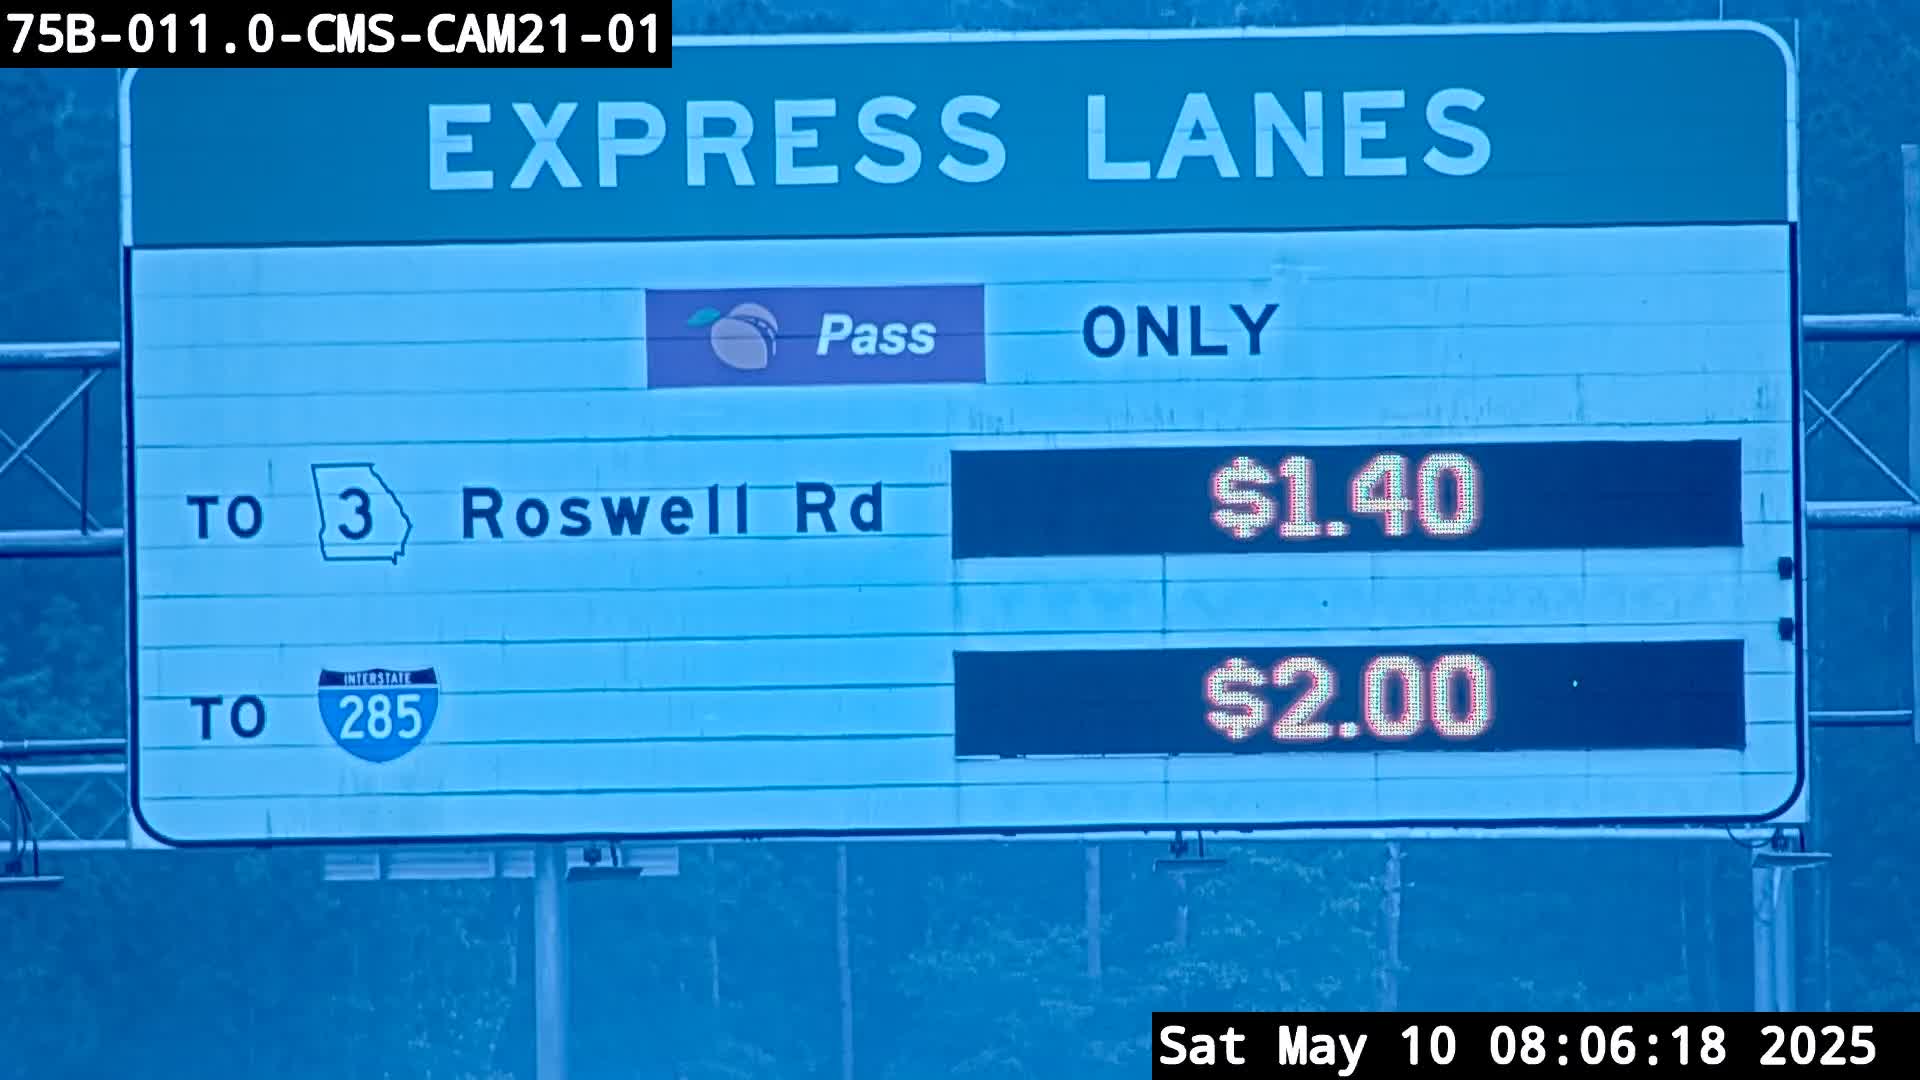 75B-011.0-CMS-CAM21-01
EXPRESS LANES
Pass ONLY
TO 3 Roswell Rd $1.40
INTERSTATE
TO 285 $2.00
Sat May 10 08:06:18 2025